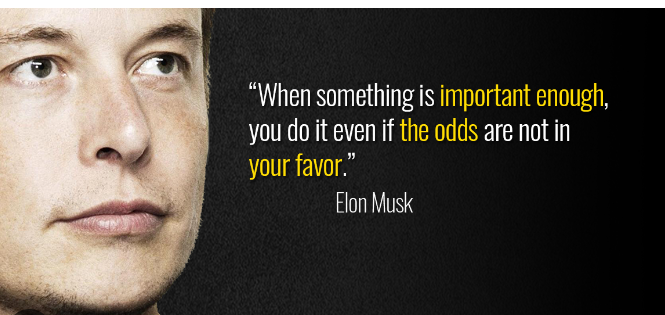 “When something is important enough,
you do it even if the odds are not in
your favor.”
Elon Musk